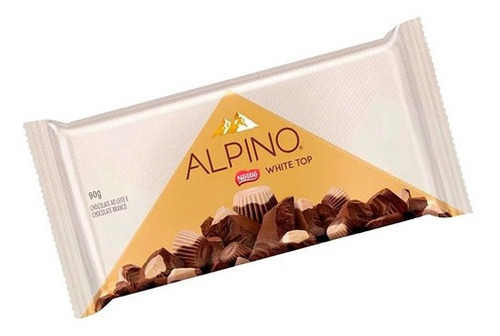 ALPINO®
Nestlé
WHITE TOP
90g
CHOCOLATE AO LEITE E
CHOCOLATE BRANCO